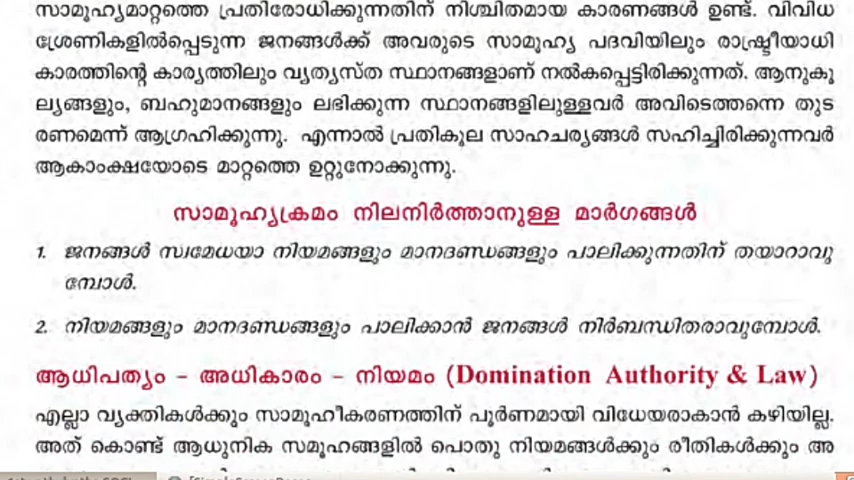 സാമൂഹ്യമാറ്റത്തെ പ്രതിരോധിക്കുന്നതിന് നിശ്ചിതമായ കാരണങ്ങൾ ഉണ്ട്. വിവിധ
ശ്രേണികളിൽപ്പെടുന്ന ജനങ്ങൾക്ക് അവരുടെ സാമൂഹ്യ പദവിയിലും രാഷ്ട്രീയാധി
കാരത്തിന്റെ കാര്യത്തിലും വ്യത്യസ്ത സ്ഥാനങ്ങളാണ് നൽകപ്പെട്ടിരിക്കുന്നത്. ആനുകൂ
ല്യങ്ങളും, ബഹുമാനങ്ങളും ലഭിക്കുന്ന സ്ഥാനങ്ങളിലുള്ളവർ അവിടെത്തന്നെ തുട
രണമെന്ന് ആഗ്രഹിക്കുന്നു. എന്നാൽ പ്രതികൂല സാഹചര്യങ്ങൾ സഹിച്ചിരിക്കുന്നവർ
ആകാംക്ഷയോടെ മാറ്റത്തെ ഉറ്റുനോക്കുന്നു.
സാമൂഹ്യക്രമം നിലനിർത്താനുള്ള മാർഗങ്ങൾ
1. ജനങ്ങൾ സ്വമേധയാ നിയമങ്ങളും മാനദണ്ഡങ്ങളും പാലിക്കുന്നതിന് തയാറാവു
മ്പോൾ.
2. നിയമങ്ങളും മാനദണ്ഡങ്ങളും പാലിക്കാൻ ജനങ്ങൾ നിർബന്ധിതരാവുമ്പോൾ.
ആധിപത്യം – അധികാരം – നിയമം (Domination Authority & Law)
എല്ലാ വ്യക്തികൾക്കും സാമൂഹീകരണത്തിന് പൂർണമായി വിധേയരാകാൻ കഴിയില്ല.
അത് കൊണ്ട് ആധുനിക സമൂഹങ്ങളിൽ പൊതു നിയമങ്ങൾക്കും രീതികൾക്കും അ